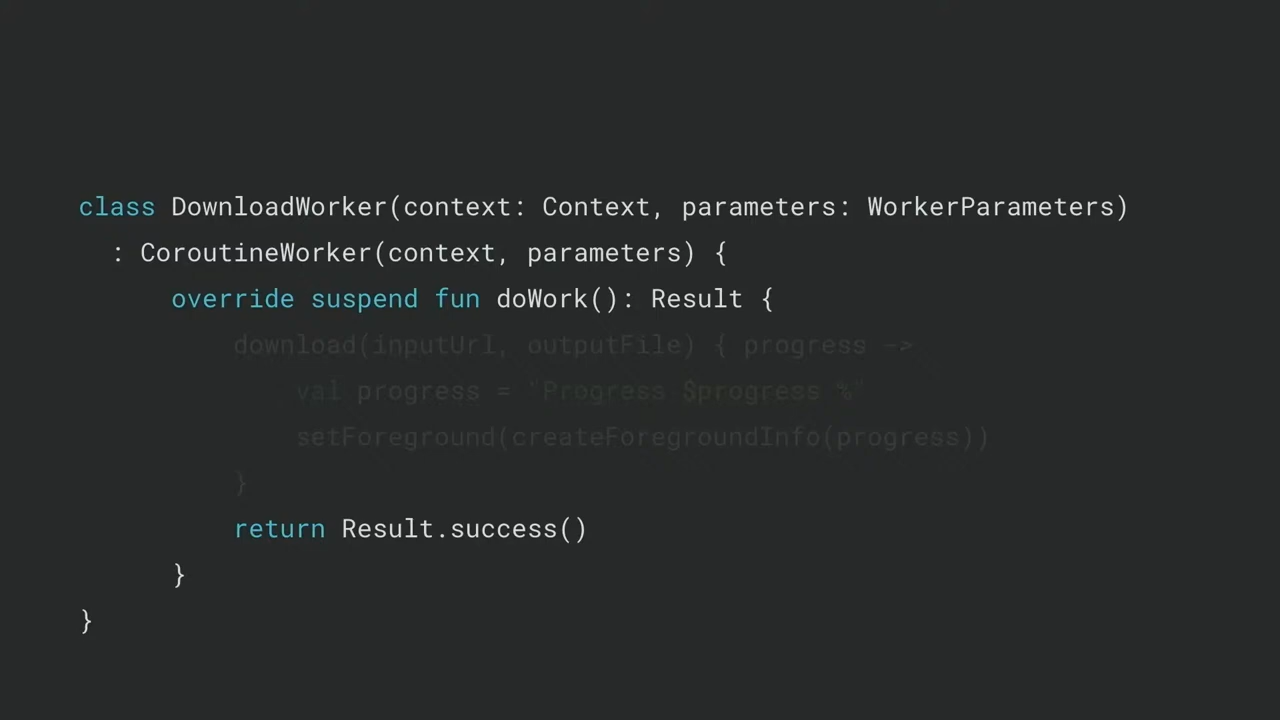 class DownloadWorker(context: Context, parameters: WorkerParameters)
: CoroutineWorker(context, parameters) {
override suspend fun doWork(): Result {
download(inputUrl, outputFile) { progress ->
val progress = "Progress $progress %"
setForeground(createForegroundInfo(progress))
}
return Result.success()
}
}